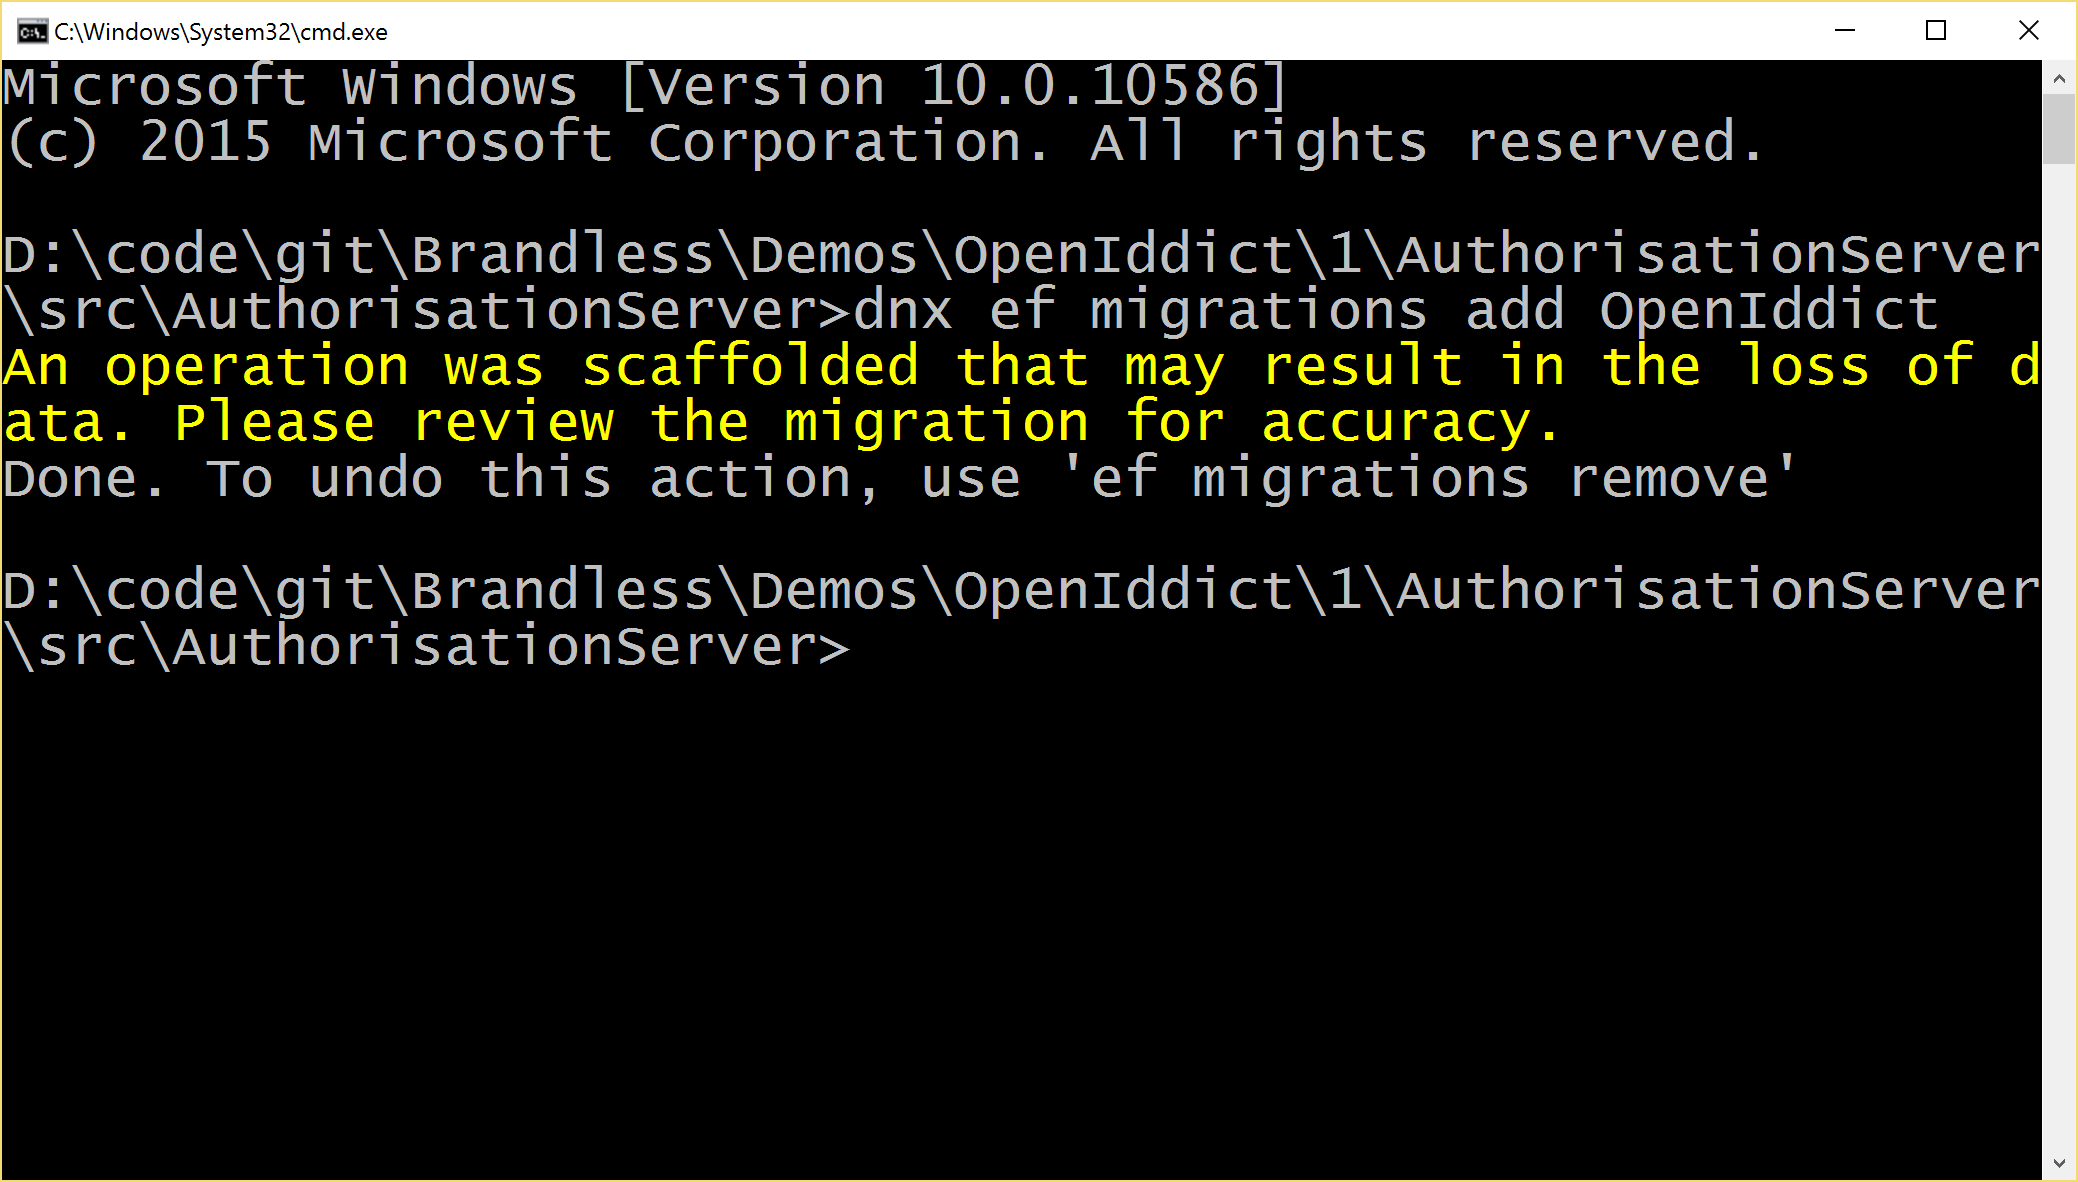 C:\Windows\System32\cmd.exe
Microsoft Windows [Version 10.0.10586]
(c) 2015 Microsoft Corporation. All rights reserved.
D:\code\git\Brandless\Demos\OpenIddict\1\AuthorisationServer
\src\AuthorisationServer>dnx ef migrations add OpenIddict
An operation was scaffolded that may result in the loss of d
ata. Please review the migration for accuracy.
Done. To undo this action, use 'ef migrations remove'
D:\code\git\Brandless\Demos\OpenIddict\1\AuthorisationServer
\src\AuthorisationServer>